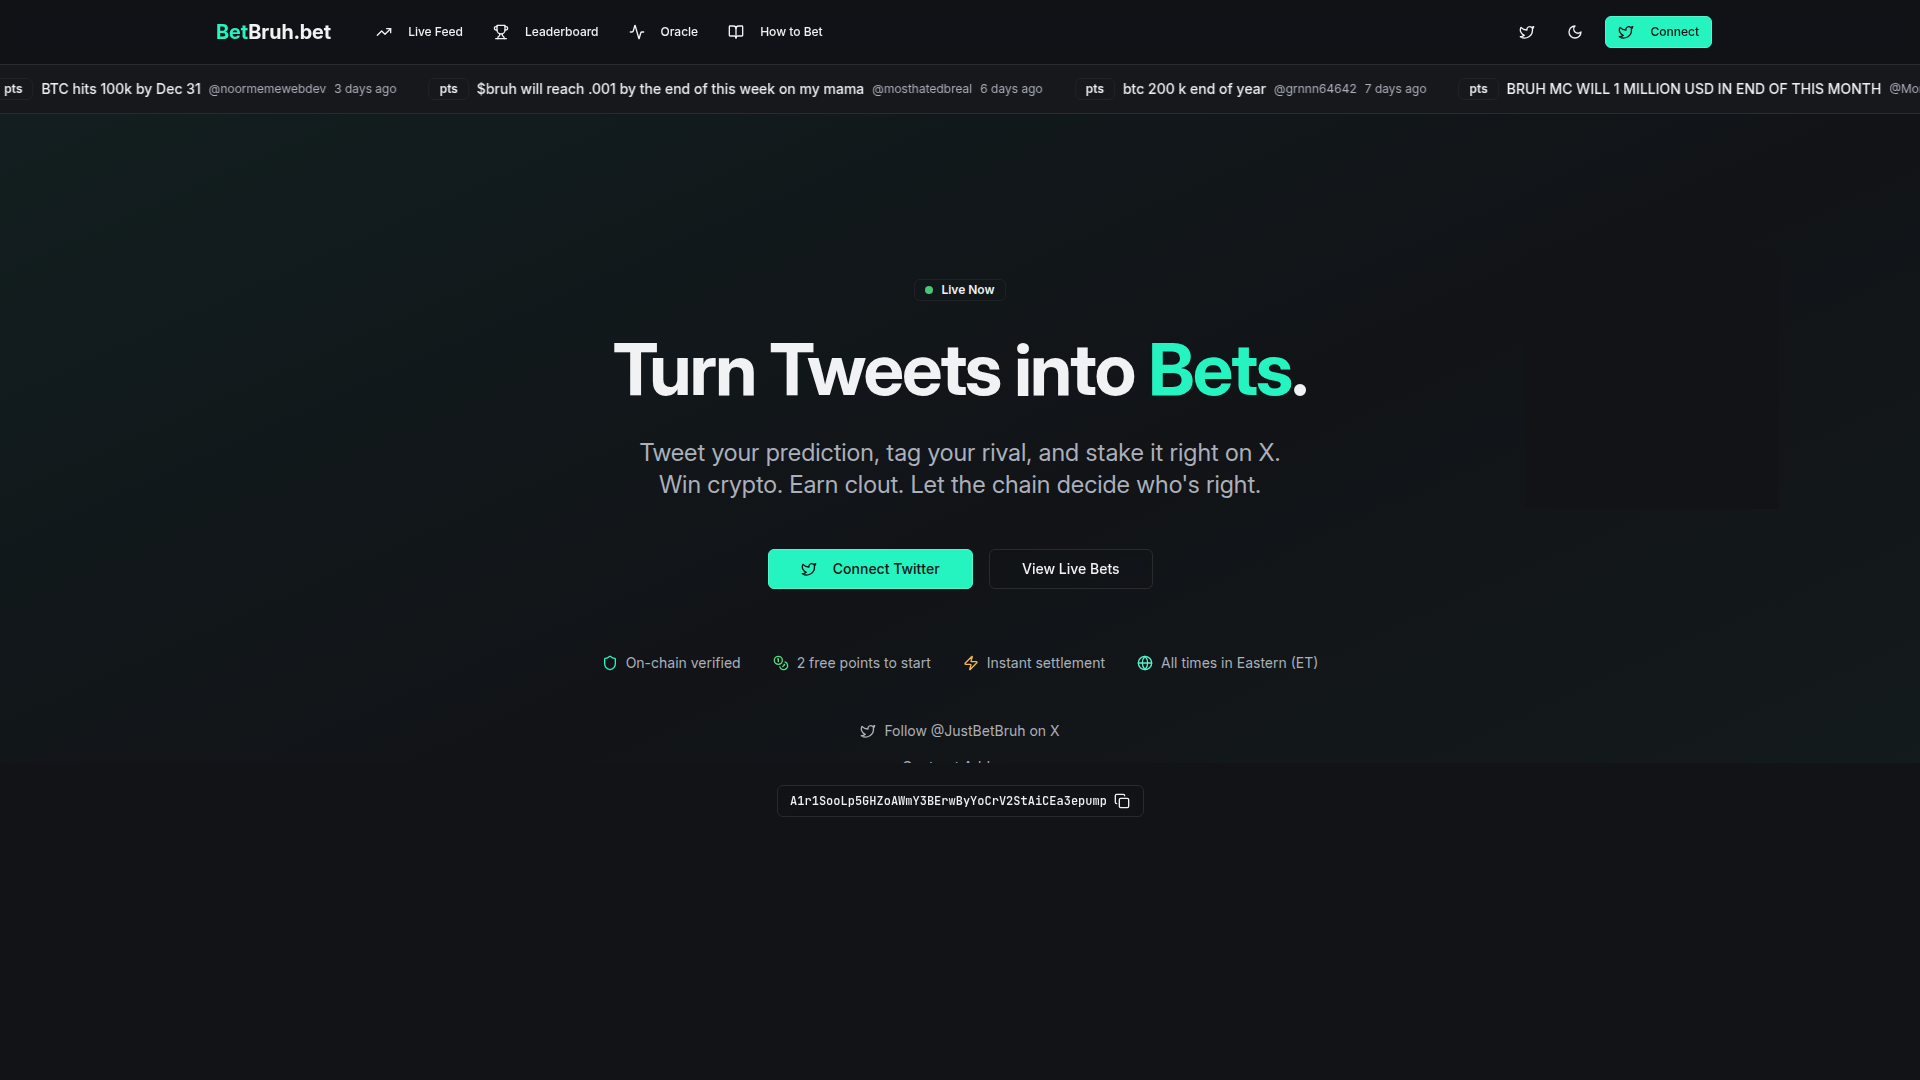 BetBruh.bet
Live Feed
Leaderboard
Oracle
How to Bet
Connect
pts BTC hits 100k by Dec 31 @noormemewebdev 3 days ago
pts $bruh will reach .001 by the end of this week on my mama @mosthatedbreal 6 days ago
pts btc 200 k end of year @grnnn64642 7 days ago
pts BRUH MC WILL 1 MILLION USD IN END OF THIS MONTH
Live Now
Turn Tweets into Bets.
Tweet your prediction, tag your rival, and stake it right on X.
Win crypto. Earn clout. Let the chain decide who's right.
Connect Twitter
View Live Bets
On-chain verified
2 free points to start
Instant settlement
All times in Eastern (ET)
Follow @JustBetBruh on X
A1r1SooLp5GHZoAWmY3BErwByYoCrV2StAiCEa3epump